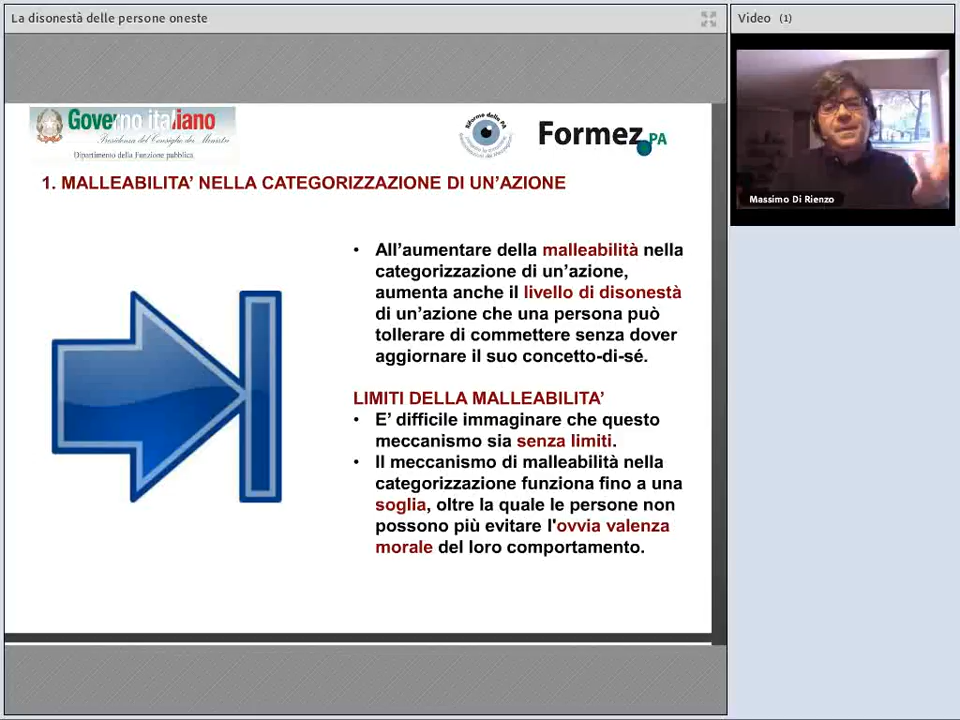 La disonestà delle persone oneste
Video (1)
Massimo Di Rienzo
Governo italiano
Presidenza del Consiglio dei Ministri
Dipartimento della Funzione pubblica
Riforme delle PA
Formez PA
1. MALLEABILITA’ NELLA CATEGORIZZAZIONE DI UN’AZIONE
• All’aumentare della malleabilità nella
categorizzazione di un’azione,
aumenta anche il livello di disonestà
di un’azione che una persona può
tollerare di commettere senza dover
aggiornare il suo concetto-di-sé.
LIMITI DELLA MALLEABILITA’
• E’ difficile immaginare che questo
meccanismo sia senza limiti.
• Il meccanismo di malleabilità nella
categorizzazione funziona fino a una
soglia, oltre la quale le persone non
possono più evitare l'ovvia valenza
morale del loro comportamento.